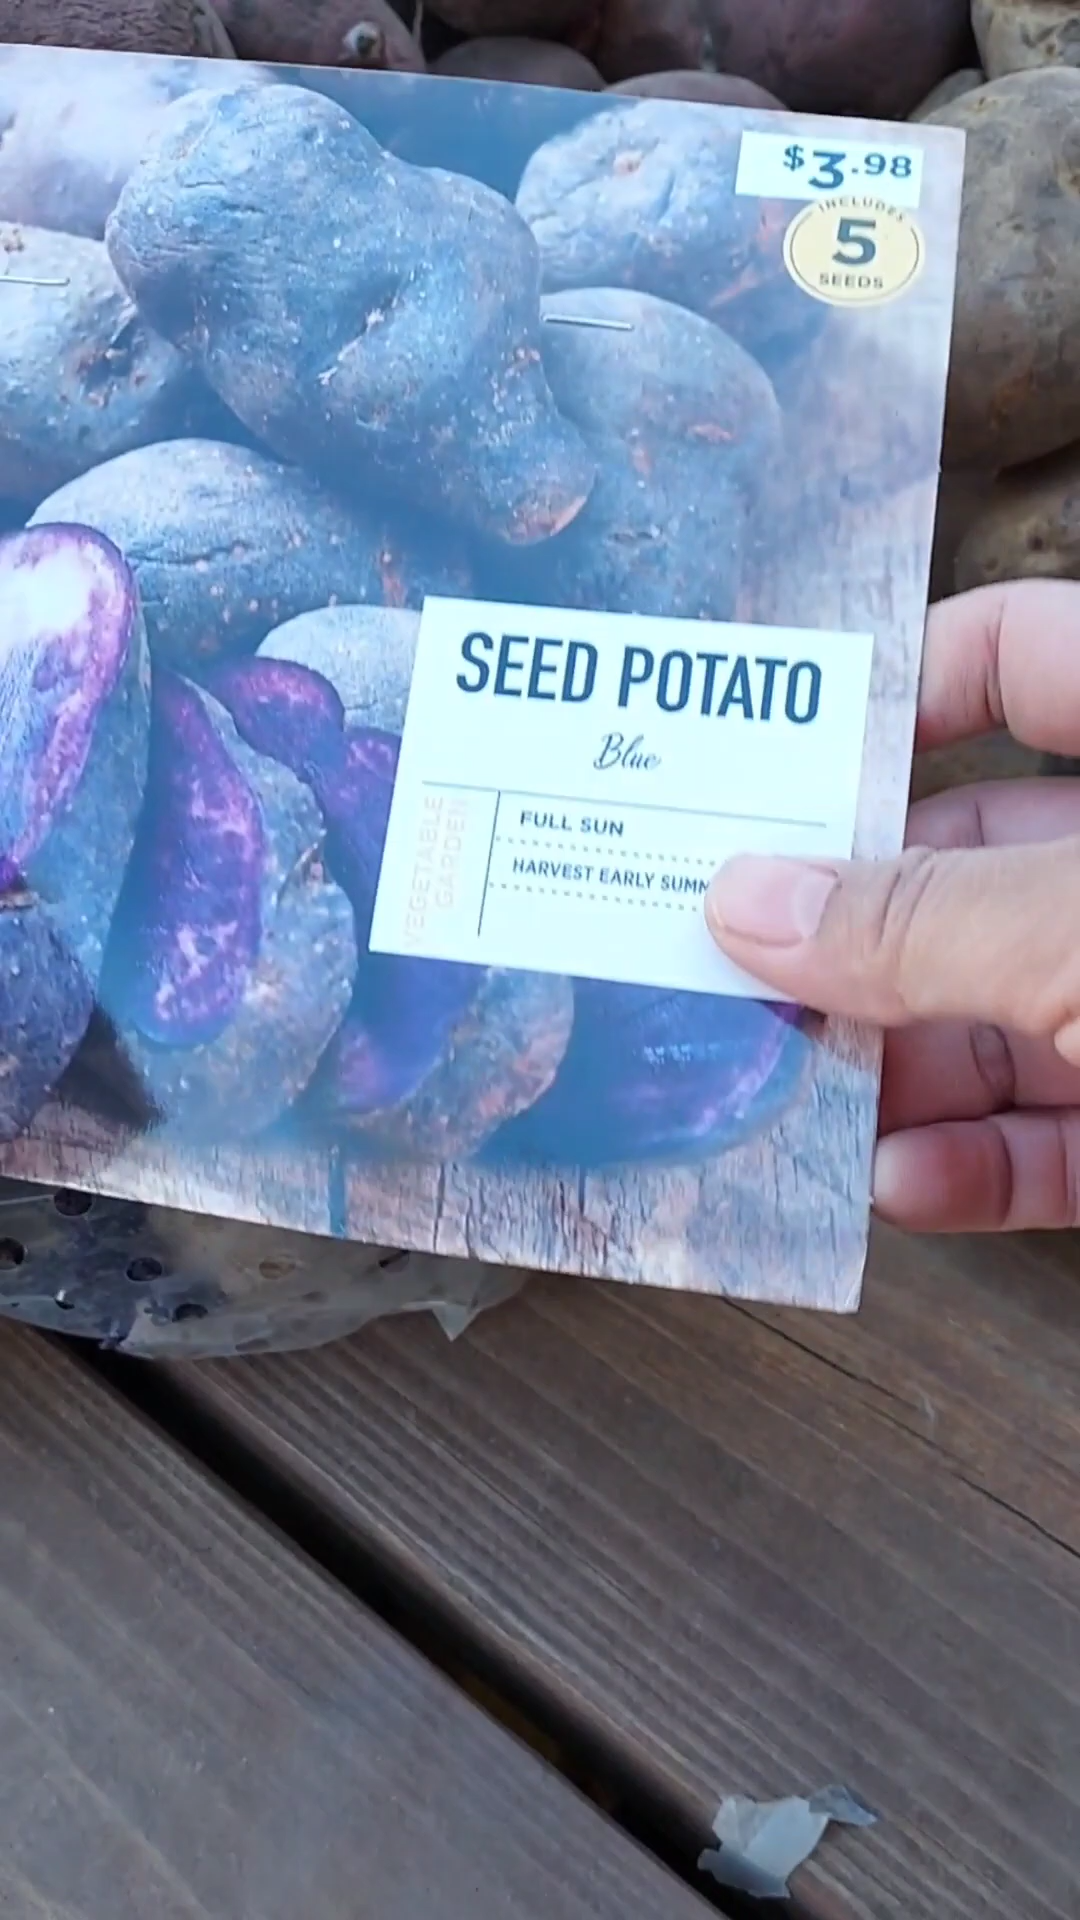 $3.98
INCLUDES
5
SEEDS
SEED POTATO
Blue
VEGETABLE
GARDEN
FULL SUN
HARVEST EARLY